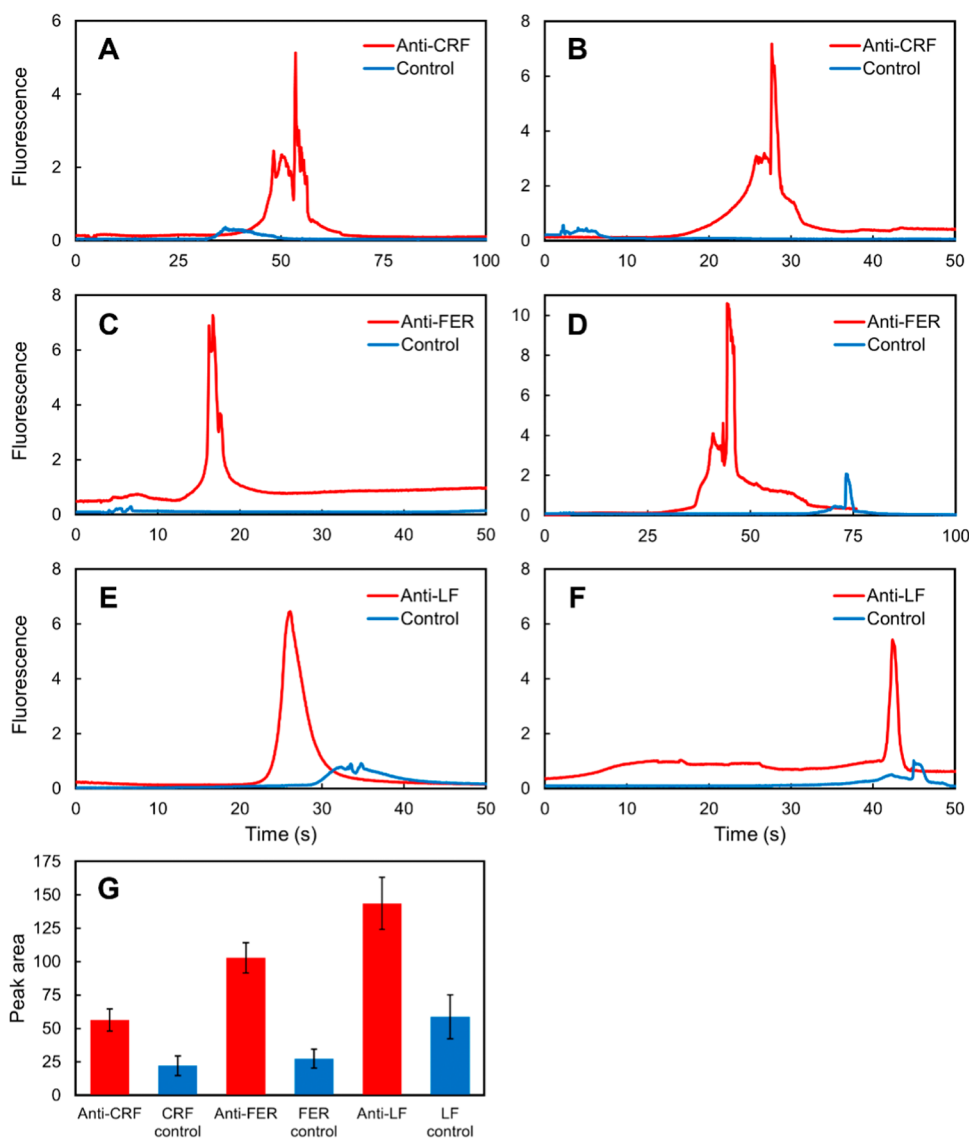 A
Anti-CRF
Control
Fluorescence
6
4
2
0
0 25 50 75 100
B
Anti-CRF
Control
8
6
4
2
0
0 10 20 30 40 50
C
Anti-FER
Control
Fluorescence
8
6
4
2
0
0 10 20 30 40 50
D
Anti-FER
Control
10
8
6
4
2
0
0 25 50 75 100
E
Anti-LF
Control
Fluorescence
8
6
4
2
0
0 10 20 30 40 50
Time (s)
F
Anti-LF
Control
8
6
4
2
0
0 10 20 30 40 50
Time (s)
G
Peak area
175
150
125
100
75
50
25
0
Anti-CRF CRF control Anti-FER FER control Anti-LF LF control